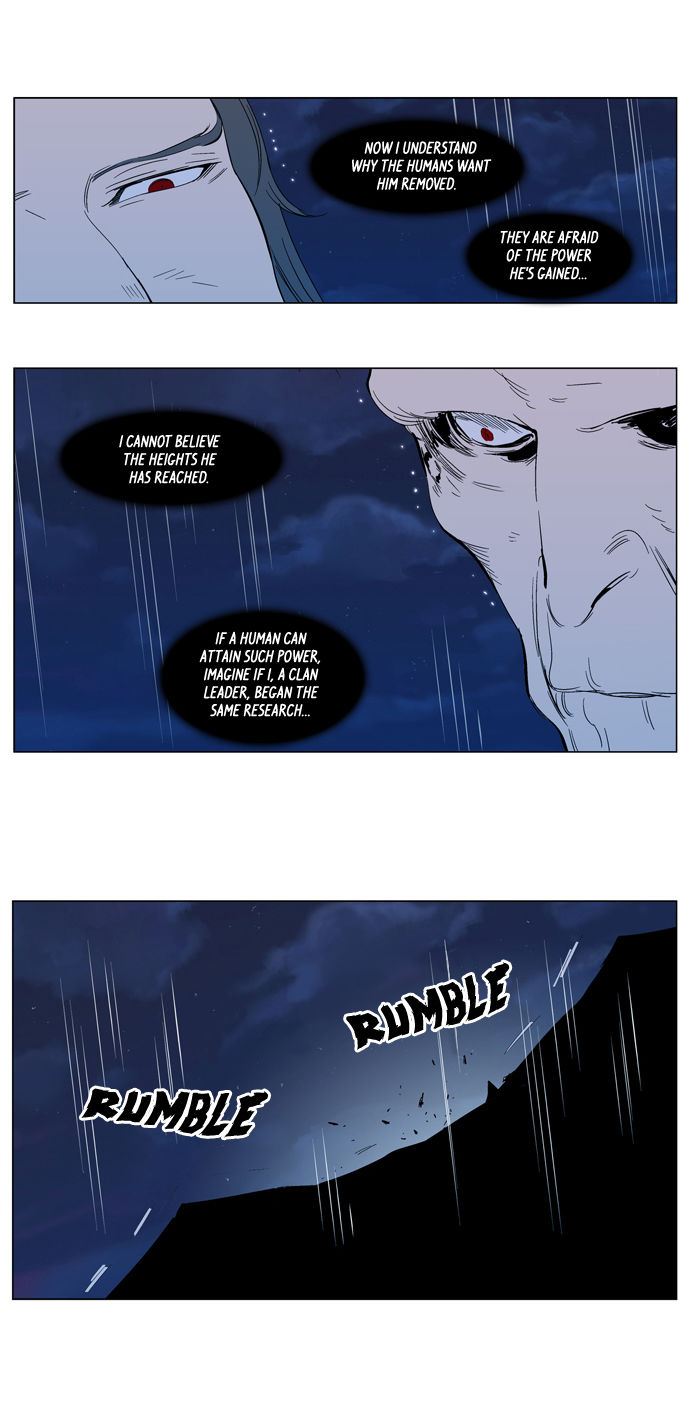 NOW I UNDERSTAND
WHY THE HUMANS WANT
HIM REMOVED.
THEY ARE AFRAID
OF THE POWER
HE'S GAINED...
I CANNOT BELIEVE
THE HEIGHTS HE
HAS REACHED.
IF A HUMAN CAN
ATTAIN SUCH POWER,
IMAGINE IF I, A CLAN
LEADER, BEGAN THE
SAME RESEARCH...
RUMBLE
RUMBLE